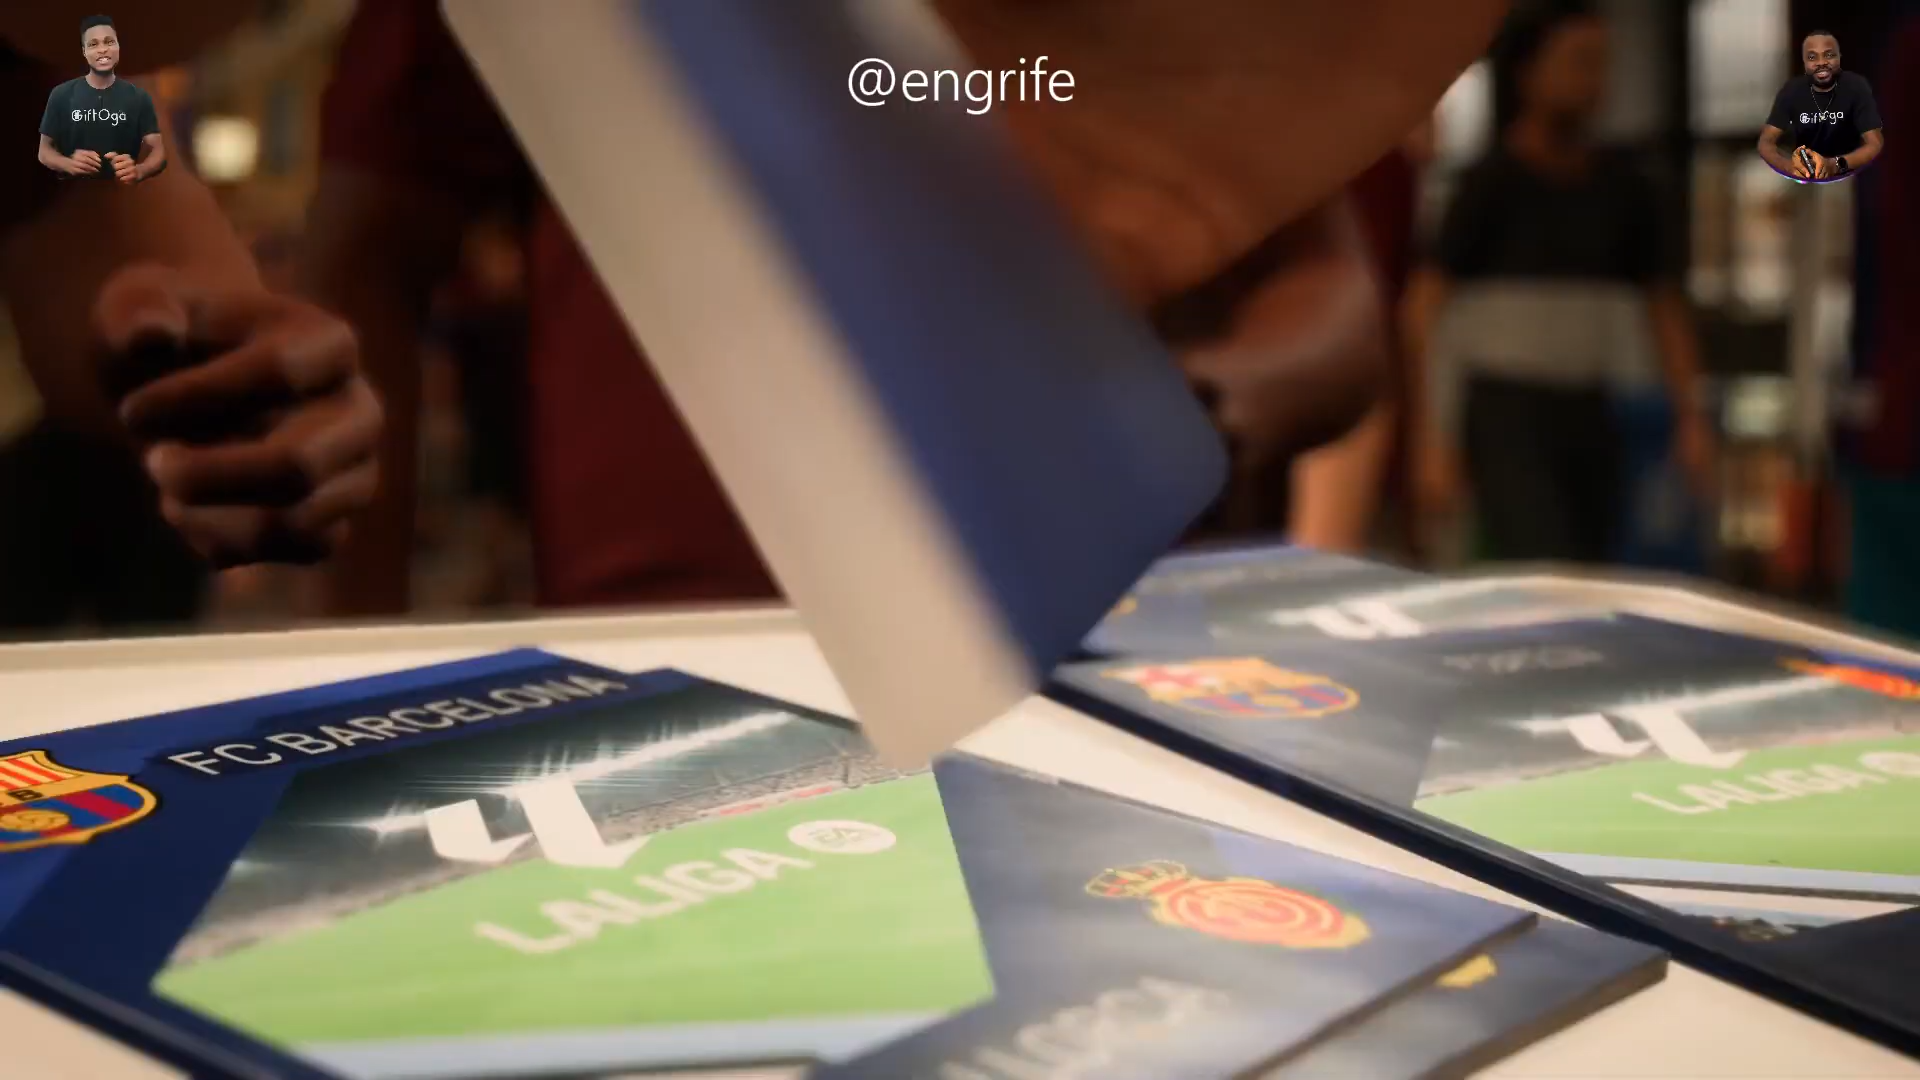 @engrife
GiftOga
GiftOga
FC BARCELONA
LALIGA
EA
LALIGA